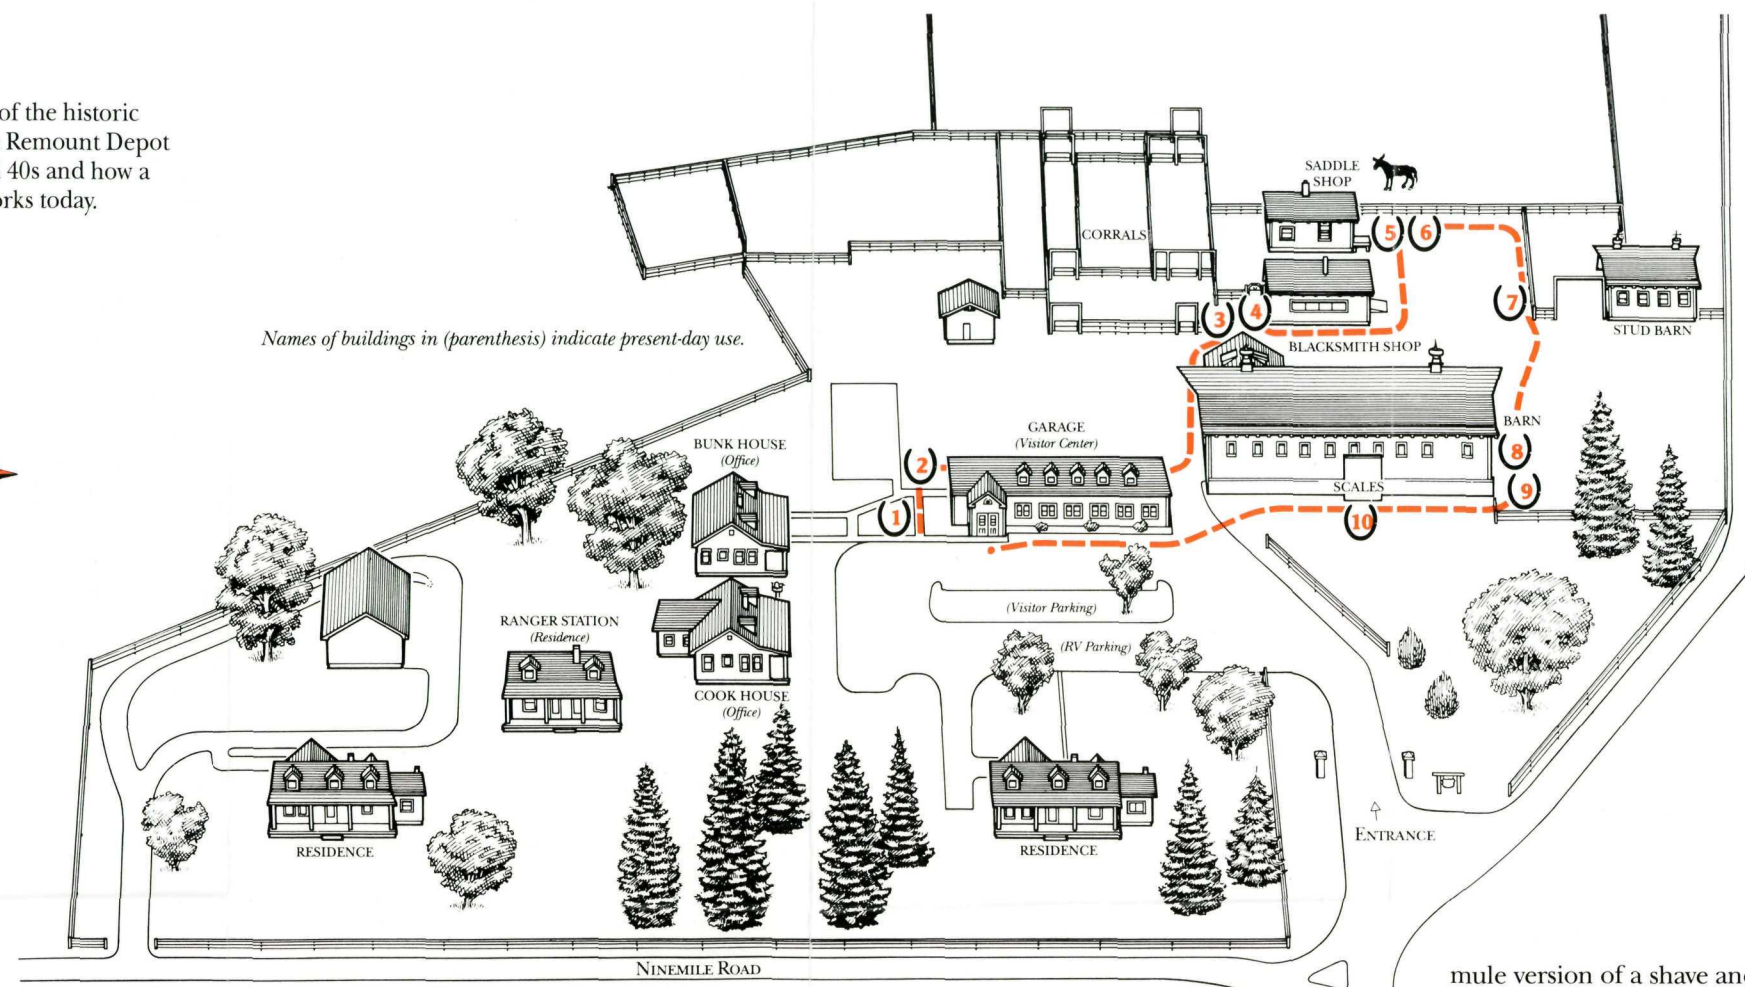 of the historic
Remount Depot
40s and how a
orks today.
Names of buildings in (parenthesis) indicate present-day use.
SADDLE
SHOP
CORRALS
5
6
7
3
4
STUD BARN
BLACKSMITH SHOP
BARN
8
9
SCALES
10
GARAGE
(Visitor Center)
2
1
BUNK HOUSE
(Office)
RANGER STATION
(Residence)
COOK HOUSE
(Office)
(Visitor Parking)
(RV Parking)
RESIDENCE
RESIDENCE
ENTRANCE
NINEMILE ROAD
mule version of a shave an